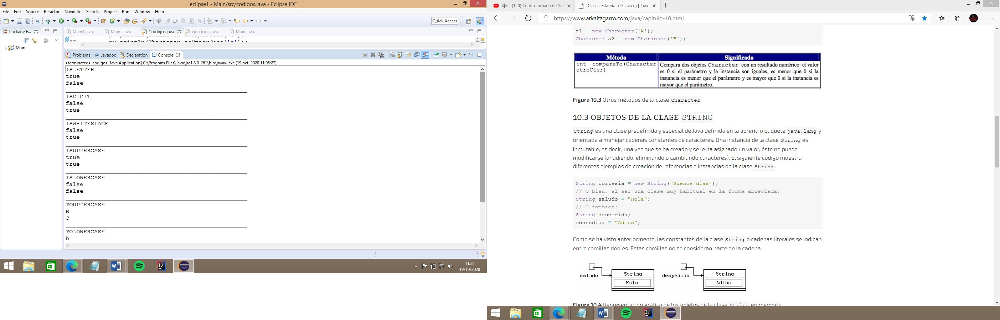 eclipse1 - Main/src/codigos.java - Eclipse IDE
File Edit Source Refactor Navigate Search Project Run Window Help
Quick Access
Package E...
Main4.java Main5.java *codigos.java ejercicios.java Main.java
Main
Problems @ Javadoc Declaration Console
<terminated> codigos [Java Application] C:\Program Files\Java\jre1.8.0_261\bin\javaw.exe (19 oct. 2020 11:05:27)
ISLETTER
true
false
ISDIGIT
false
true
ISWHITESPACE
false
true
ISUPPERCASE
true
true
ISLOWERCASE
false
false
TOUPPERCASE
B
C
TOLOWERCASE
b
11:31
19/10/2020
(120) Cuarta Jornada de Se
Clases estándar de Java (I) | Java
https://www.arkaitzgarro.com/java/capitulo-10.html
a1 = new Character('A');
Character a2 = new Character('B');
Método Significado
int compareTo(Character
otroCter)
Compara dos objetos Character con un resultado numérico: el valor
es 0 si el parámetro y la instancia son iguales, es menor que 0 si la
instancia es menor que el parámetro y es mayor que 0 si la instancia es
mayor que el parámetro.
Figura 10.3 Otros métodos de la clase Character
10.3 OBJETOS DE LA CLASE STRING
String es una clase predefinida y especial de Java definida en la librería o paquete java.lang y
orientada a manejar cadenas constantes de caracteres. Una instancia de la clase String es
inmutable, es decir, una vez que se ha creado y se le ha asignado un valor, éste no puede
modificarse (añadiendo, eliminando o cambiando caracteres). El siguiente código muestra
diferentes ejemplos de creación de referencias e instancias de la clase String:
String cortesia = new String("Buenos dias");
// O bien, al ser una clase muy habitual en la forma abreviada:
String saludo = "Hola";
// O tambien:
String despedida;
despedida = "Adios";
Como se ha visto anteriormente, las constantes de la clase String o cadenas literales se indican
entre comillas dobles. Estas comillas no se consideran parte de la cadena.
saludo String despedida String
Hola Adios
Figura 10.4 Representacion gráfica de los objetos de la clase String en memoria